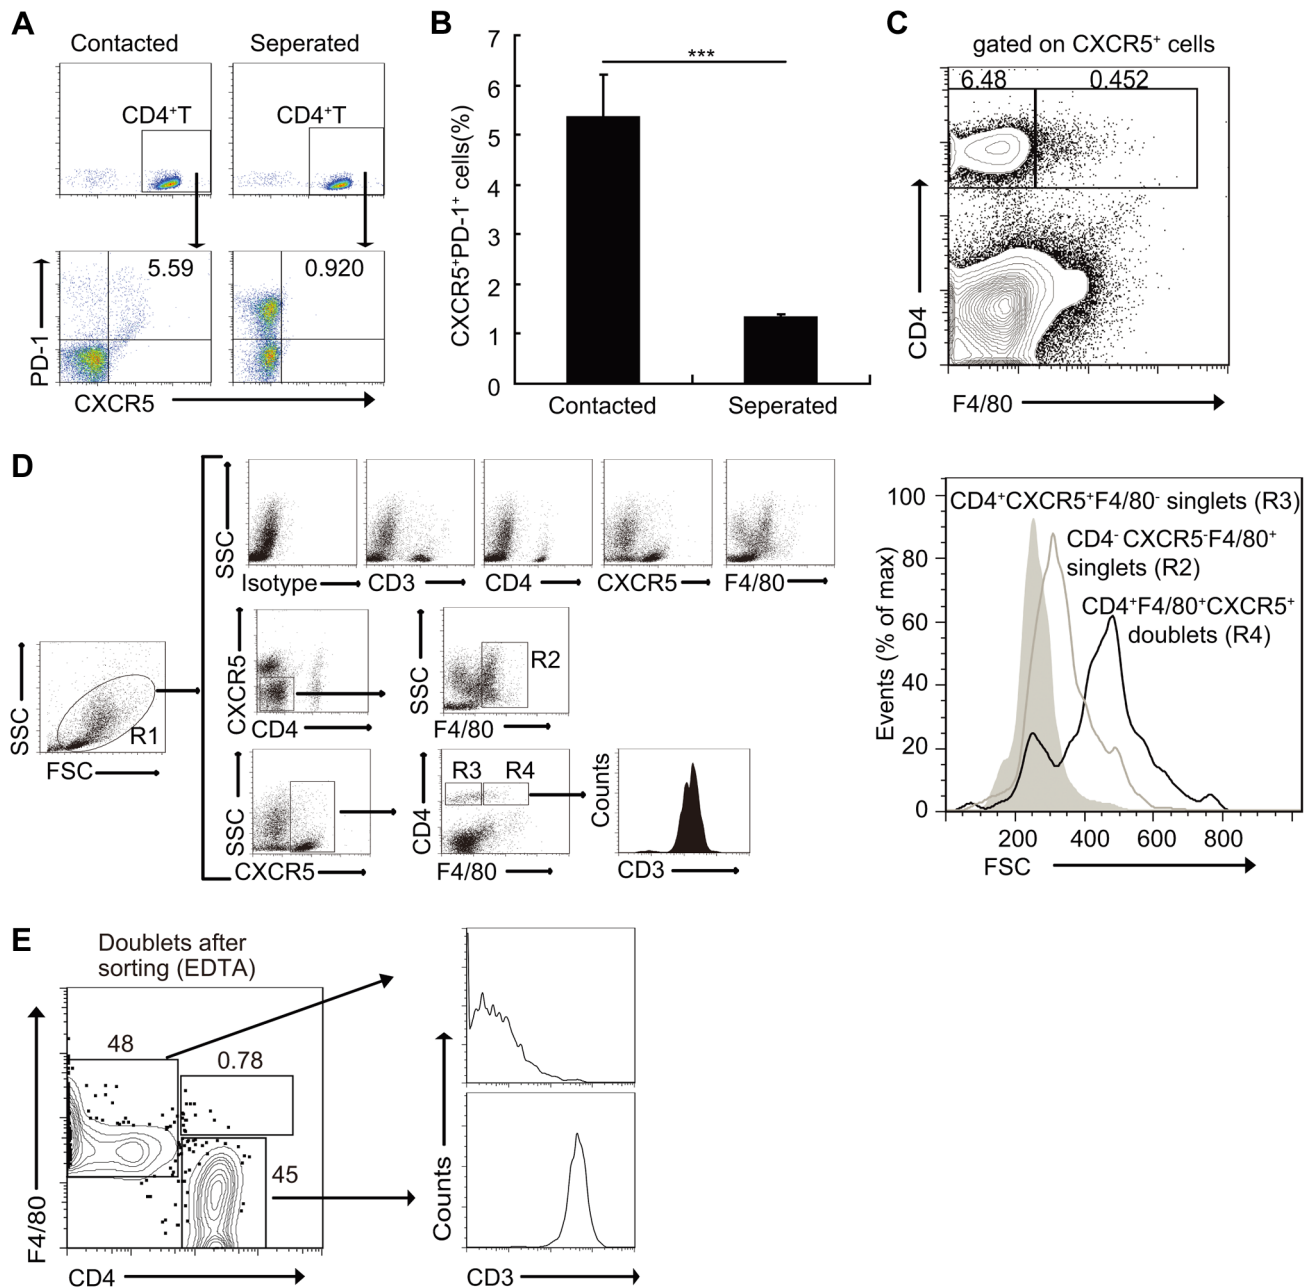 A
Contacted
Seperated
CD4+T
CD4+T
5.59
0.920
PD-1
CXCR5
B
7
6
5
4
3
2
1
0
CXCR5+PD-1+ cells(%)
***
Contacted
Seperated
C
gated on CXCR5+ cells
6.48
0.452
CD4
F4/80
D
SSC
FSC
R1
SSC
Isotype
CD3
CD4
CXCR5
F4/80
CXCR5
CD4
SSC
F4/80
R2
SSC
CXCR5
CD4
F4/80
R3
R4
Counts
CD3
100
80
60
40
20
0
Events (% of max)
CD4+CXCR5+F4/80- singlets (R3)
CD4- CXCR5-F4/80+
singlets (R2)
CD4+F4/80+CXCR5+
doublets (R4)
200
400
600
800
FSC
E
Doublets after
sorting (EDTA)
48
0.78
45
F4/80
CD4
Counts
CD3